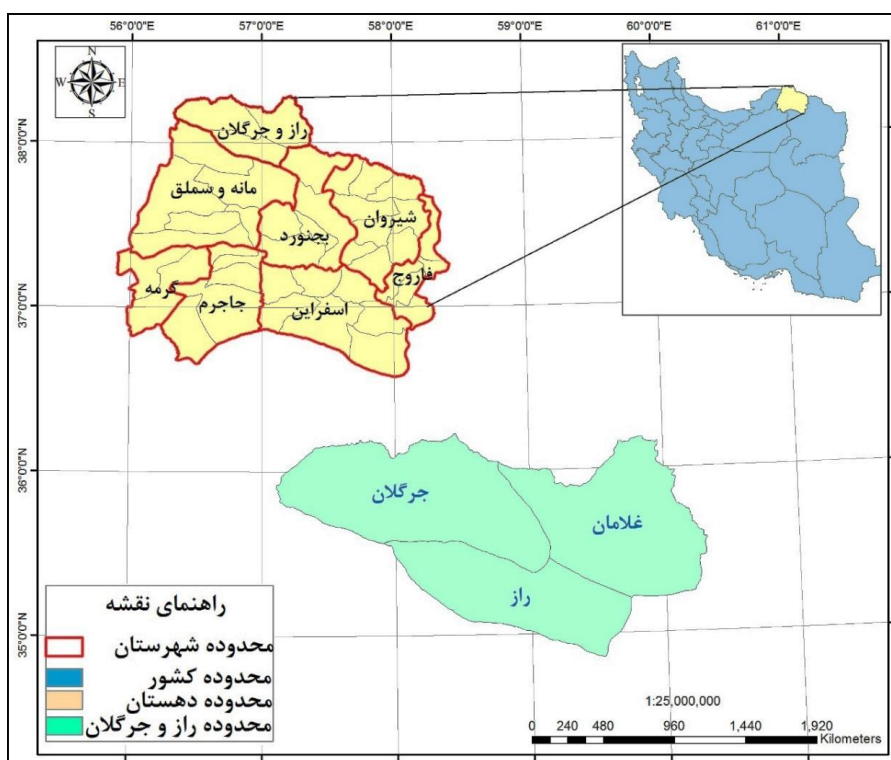 56°0'0"E 57°0'0"E 58°0'0"E 59°0'0"E 60°0'0"E 61°0'0"E
N
W E
S
38°0'0"N
37°0'0"N
36°0'0"N
35°0'0"N
راز و جرگلان
مانه و سملق
شیروان
بجنورد
فاروج
گرمه
جاجرم
اسفراین
جرگلان
غلامان
راز
راهنمای نقشه
محدوده شهرستان
محدوده کشور
محدوده دهستان
محدوده راز و جرگلان
1:25,000,000
0 240 480 960 1,440 1,920
Kilometers